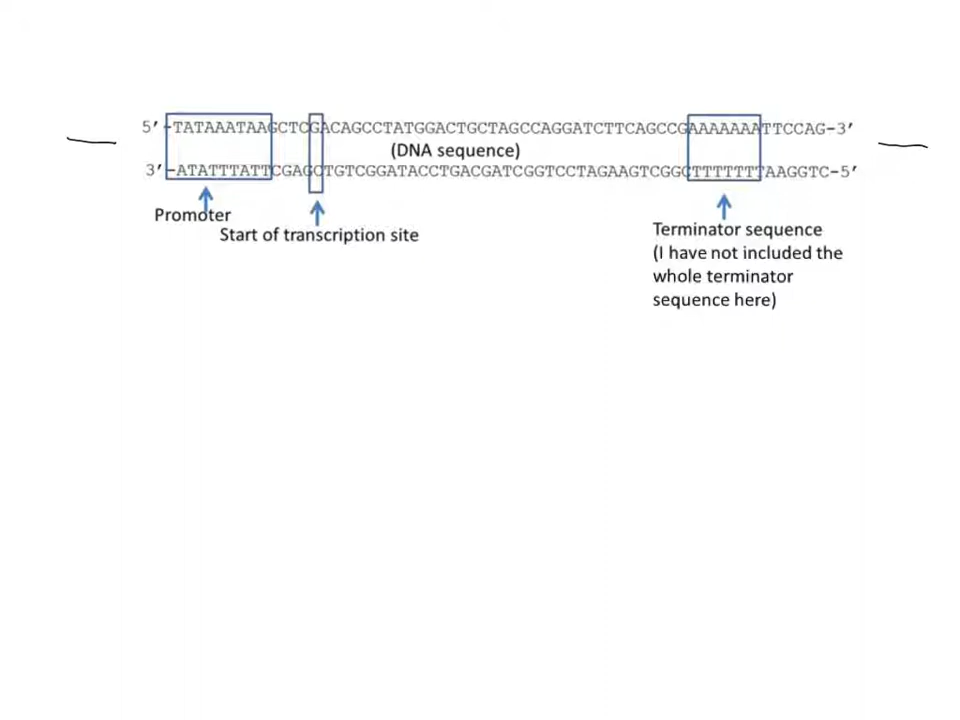 5’ -TATAAATAAGCTCGACAGCCTATGGACTGCTAGCCAGGATCTTCAGCCGAAAAAAATTCCAG-3’
(DNA sequence)
3’ -ATATTTATTCGAGCTGTCGGATACCTGACGATCGGTCCTAGAAGTCGGCTTTTTTTAAGGTC-5’
Promoter
Start of transcription site
Terminator sequence
(I have not included the
whole terminator
sequence here)